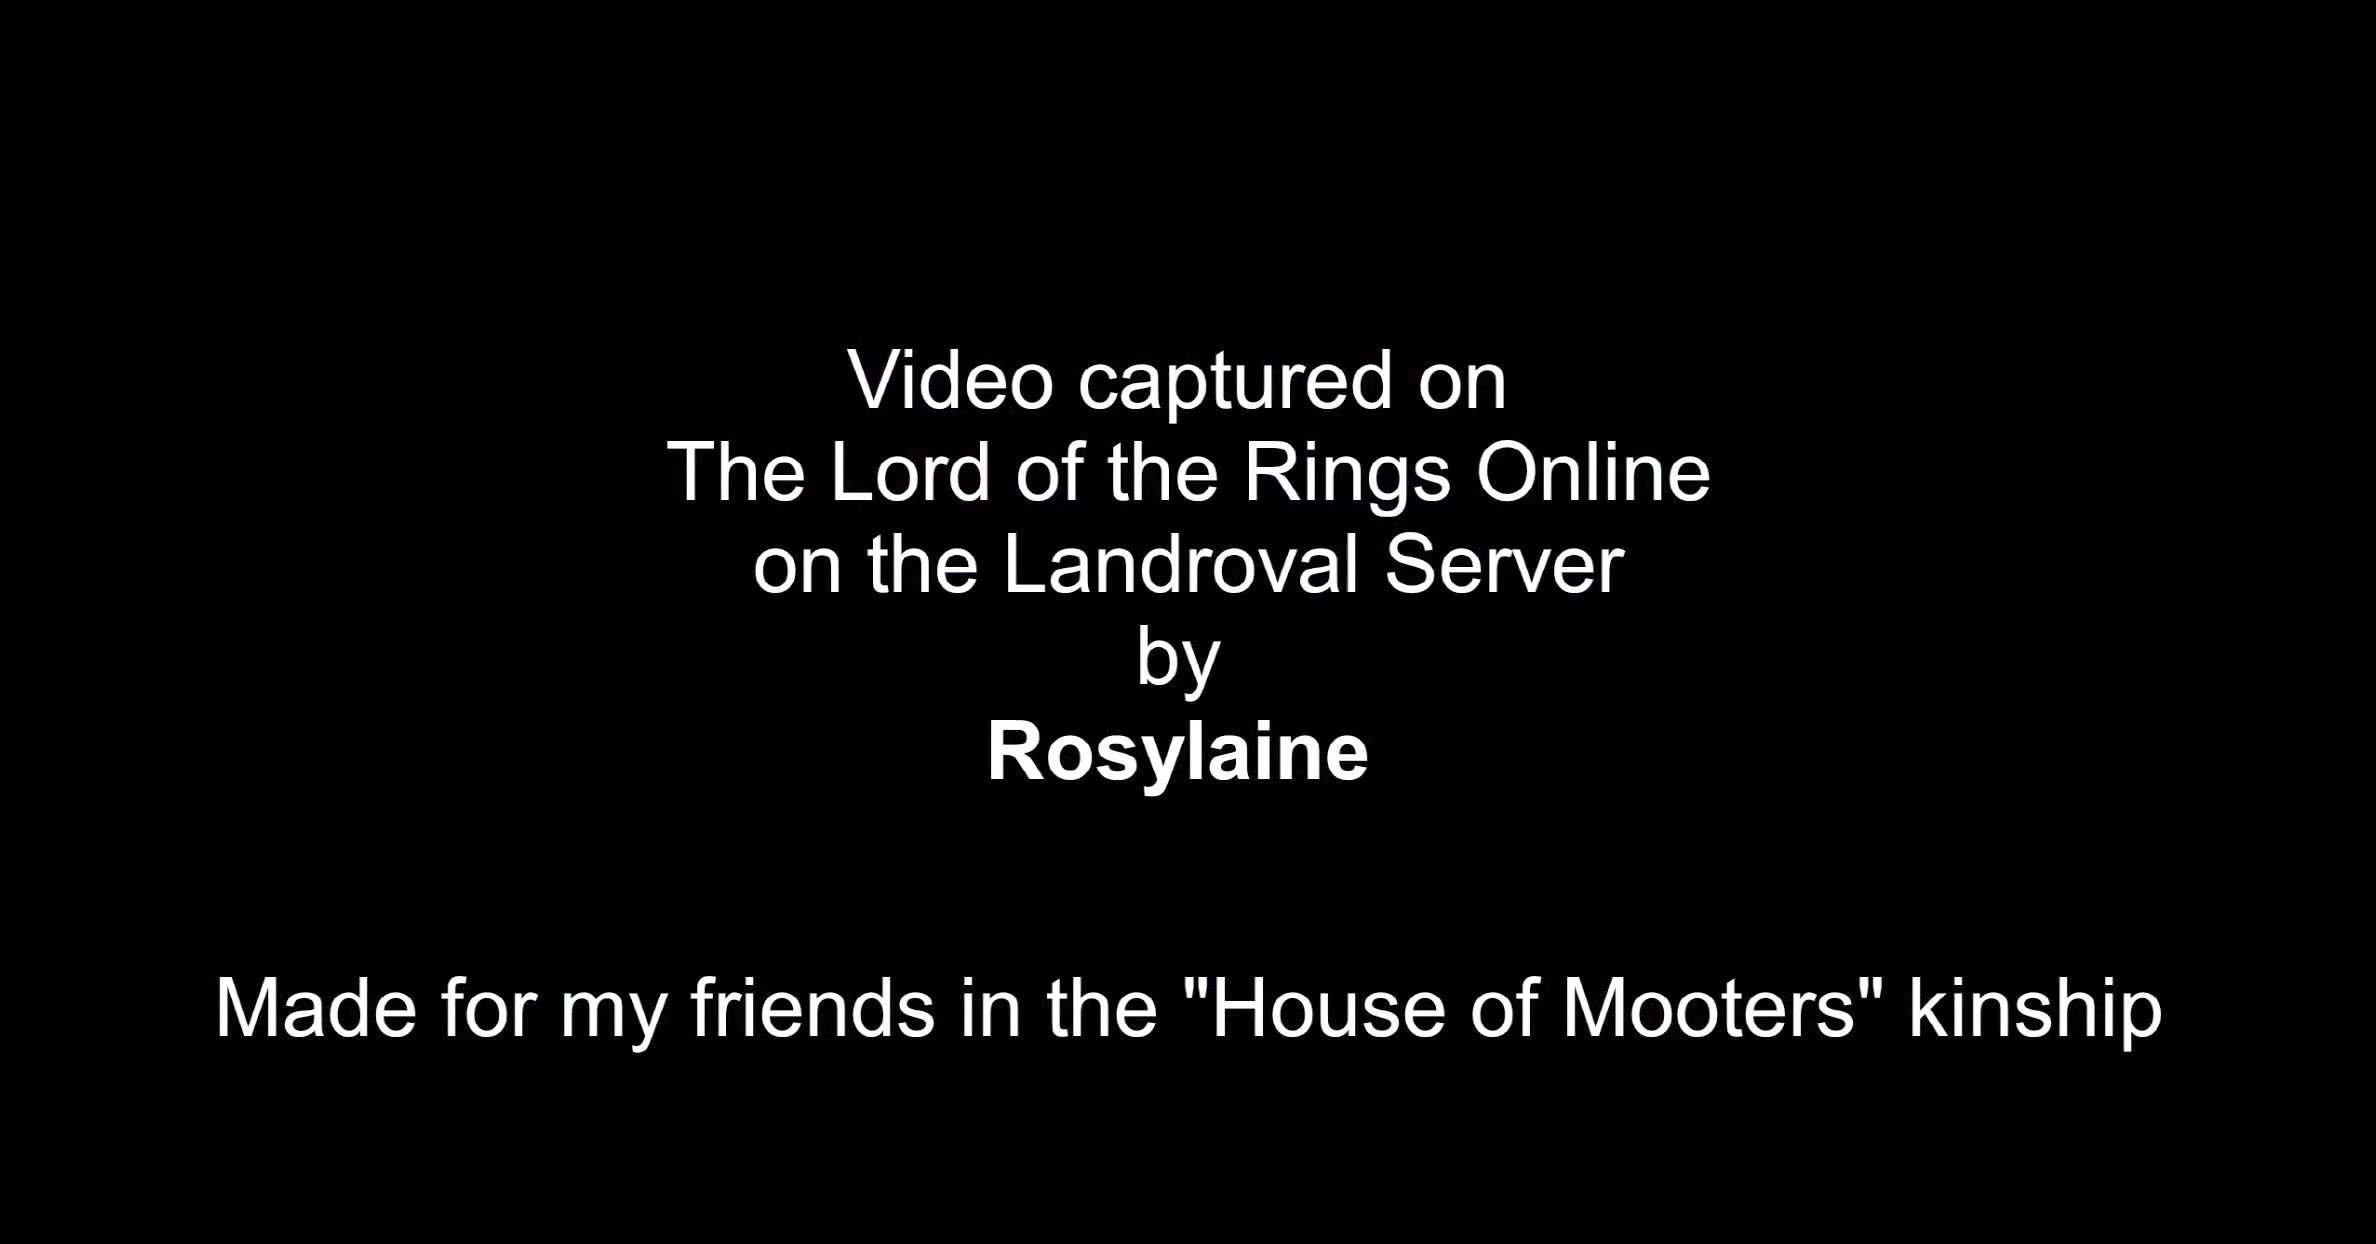 Video captured on
The Lord of the Rings Online
on the Landroval Server
by
Rosylaine
Made for my friends in the "House of Mooters" kinship